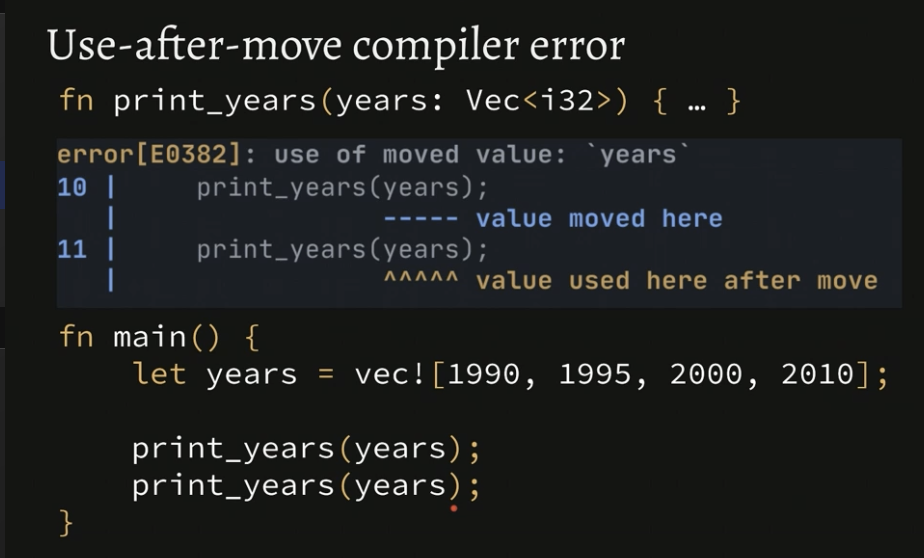 Use-after-move compiler error
fn print_years(years: Vec<i32>) { … }
error[E0382]: use of moved value: `years`
10 |     print_years(years);
   |                 ----- value moved here
11 |     print_years(years);
   |                 ^^^^^ value used here after move
fn main() {
    let years = vec![1990, 1995, 2000, 2010];
    print_years(years);
    print_years(years);
}